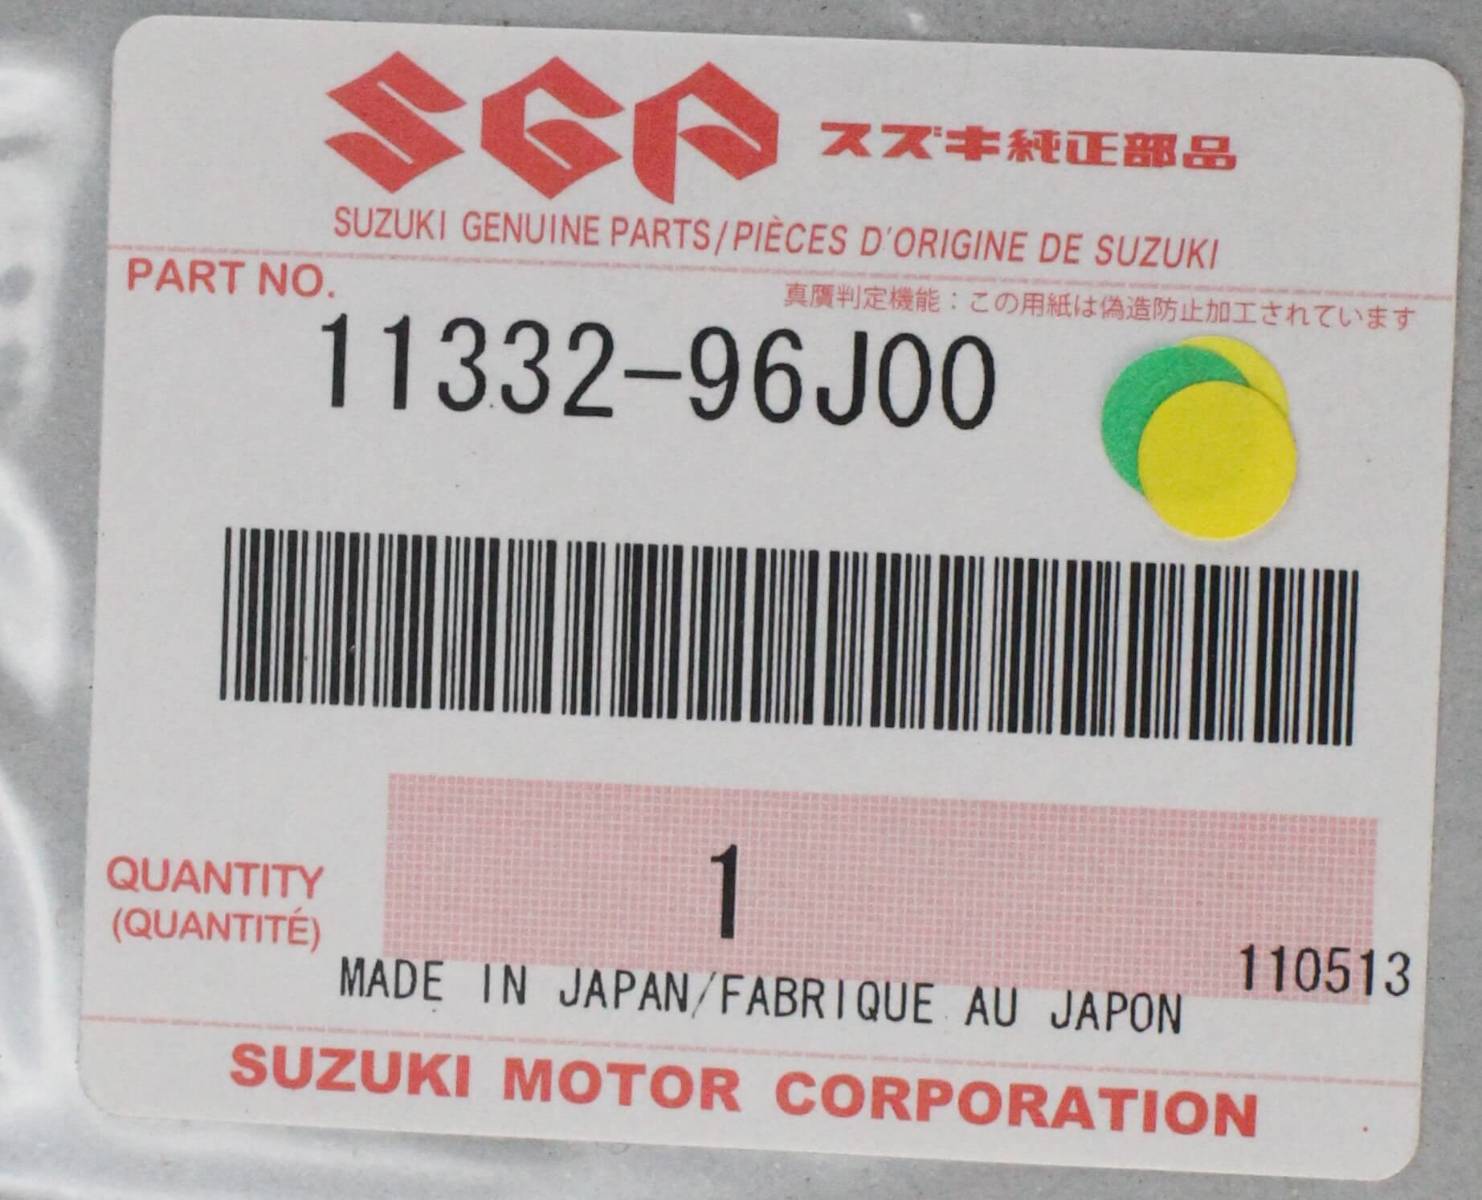 SGP スズキ純正部品
SUZUKI GENUINE PARTS/PIÈCES D'ORIGINE DE SUZUKI
PART NO.
真贋判定機能：この用紙は偽造防止加工されています
11332-96J00
QUANTITY
(QUANTITÉ)
1
110513
MADE IN JAPAN/FABRIQUE AU JAPON
SUZUKI MOTOR CORPORATION